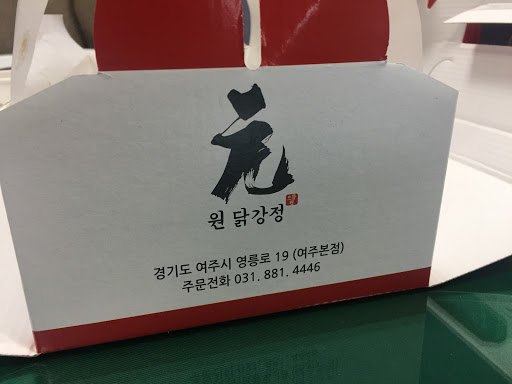 元
원 닭강정
경기도 여주시 영릉로 19 (여주본점)
주문전화 031. 881. 4446